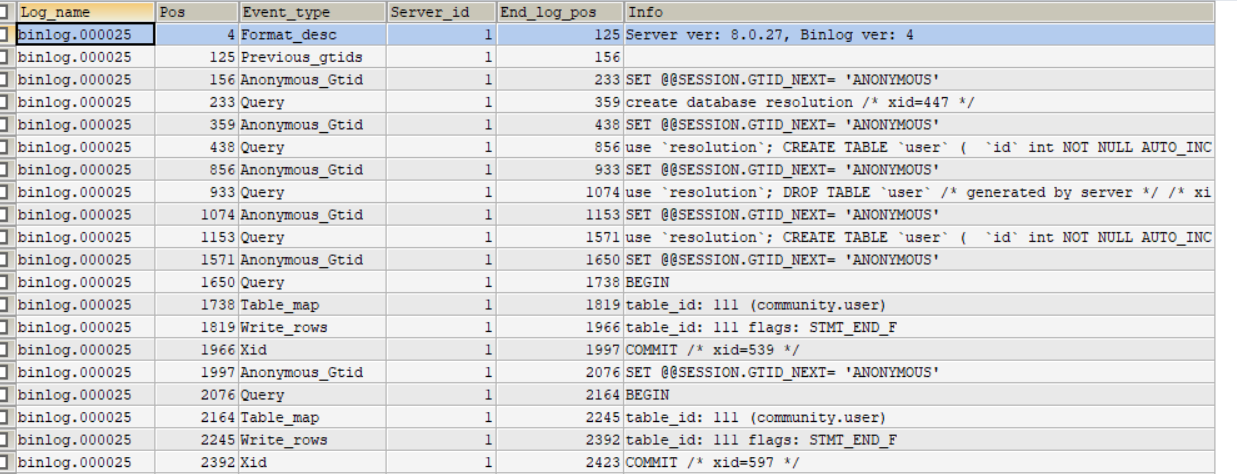 Log_name Pos Event_type Server_id End_log_pos Info
binlog.000025 4 Format_desc 1 125 Server ver: 8.0.27, Binlog ver: 4
binlog.000025 125 Previous_gtids 1 156
binlog.000025 156 Anonymous_Gtid 1 233 SET @@SESSION.GTID_NEXT= 'ANONYMOUS'
binlog.000025 233 Query 1 359 create database resolution /* xid=447 */
binlog.000025 359 Anonymous_Gtid 1 438 SET @@SESSION.GTID_NEXT= 'ANONYMOUS'
binlog.000025 438 Query 1 856 use `resolution`; CREATE TABLE `user` ( `id` int NOT NULL AUTO_INC
binlog.000025 856 Anonymous_Gtid 1 933 SET @@SESSION.GTID_NEXT= 'ANONYMOUS'
binlog.000025 933 Query 1 1074 use `resolution`; DROP TABLE `user` /* generated by server */ /* xi
binlog.000025 1074 Anonymous_Gtid 1 1153 SET @@SESSION.GTID_NEXT= 'ANONYMOUS'
binlog.000025 1153 Query 1 1571 use `resolution`; CREATE TABLE `user` ( `id` int NOT NULL AUTO_INC
binlog.000025 1571 Anonymous_Gtid 1 1650 SET @@SESSION.GTID_NEXT= 'ANONYMOUS'
binlog.000025 1650 Query 1 1738 BEGIN
binlog.000025 1738 Table_map 1 1819 table_id: 111 (community.user)
binlog.000025 1819 Write_rows 1 1966 table_id: 111 flags: STMT_END_F
binlog.000025 1966 Xid 1 1997 COMMIT /* xid=539 */
binlog.000025 1997 Anonymous_Gtid 1 2076 SET @@SESSION.GTID_NEXT= 'ANONYMOUS'
binlog.000025 2076 Query 1 2164 BEGIN
binlog.000025 2164 Table_map 1 2245 table_id: 111 (community.user)
binlog.000025 2245 Write_rows 1 2392 table_id: 111 flags: STMT_END_F
binlog.000025 2392 Xid 1 2423 COMMIT /* xid=597 */